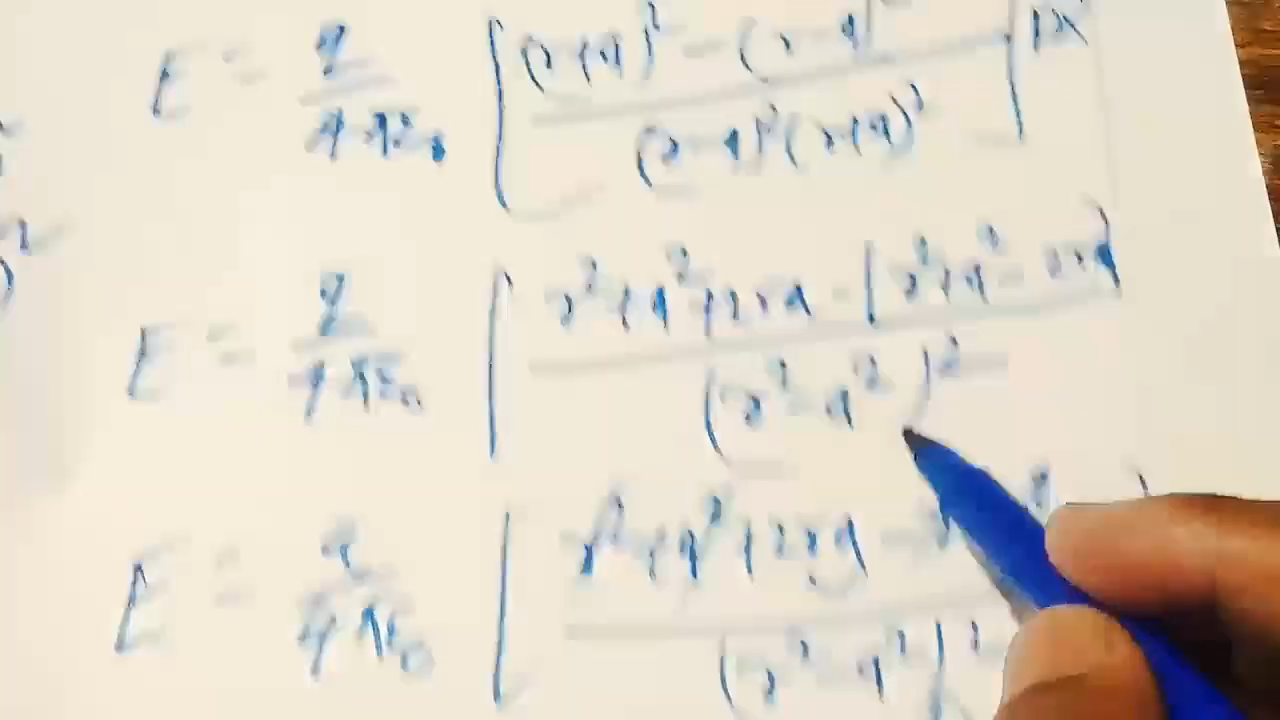 E = q/4πε₀ [ (r+a)² - (r-a)² / (r-a)² (r+a)² ]
E = q/4πε₀ [ r² + a² + 2ra - (r² + a² - 2ra) / (r² - a²)²
E = q/4πε₀ [ r² + a² + 2ra - / (r² - a²)²